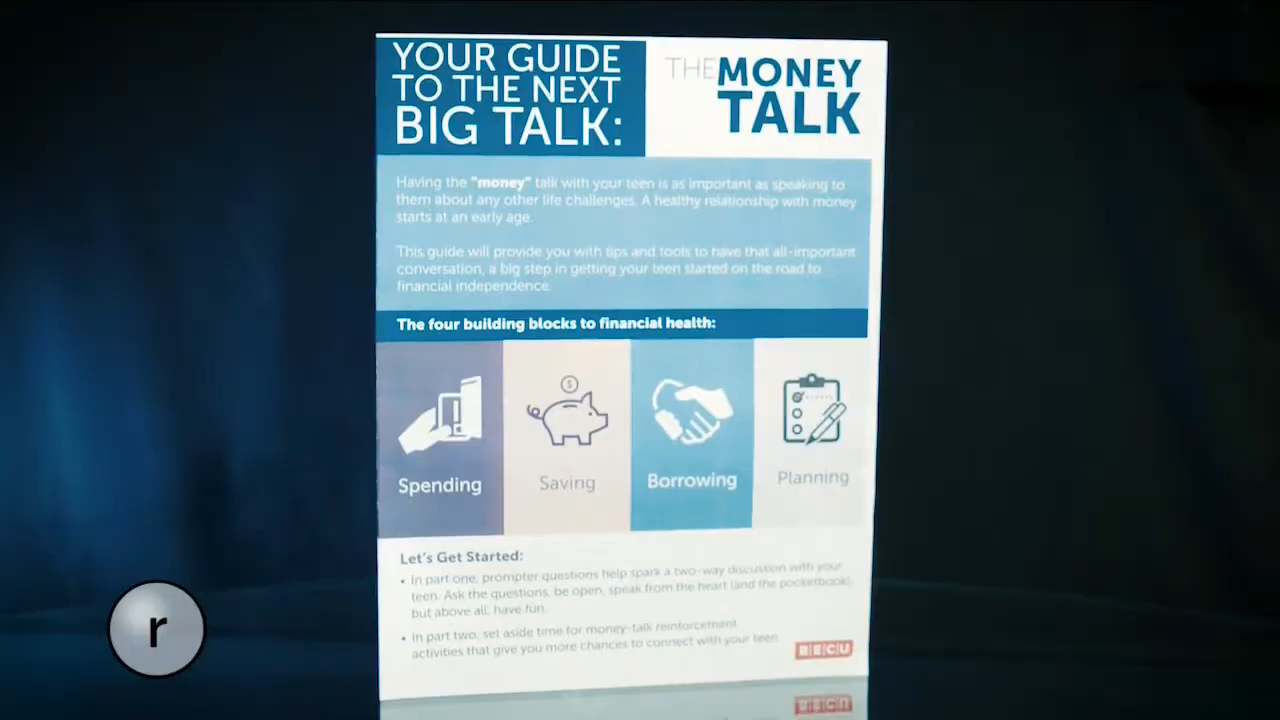 YOUR GUIDE
TO THE NEXT
BIG TALK:
THE MONEY
TALK
Having the "money" talk with your teen is as important as speaking to
them about any other life challenges. A healthy relationship with money
starts at an early age.
This guide will provide you with tips and tools to have that all-important
conversation, a big step in getting your teen started on the road to
financial independence.
The four building blocks to financial health:
$
Spending
Saving
Borrowing
Planning
Let's Get Started:
• In part one, prompter questions help spark a two-way discussion with your
teen. Ask the questions, be open, speak from the heart (and the pocketbook),
but above all, have fun.
• In part two, set aside time for money-talk reinforcement
activities that give you more chances to connect with your teen
BECU
r